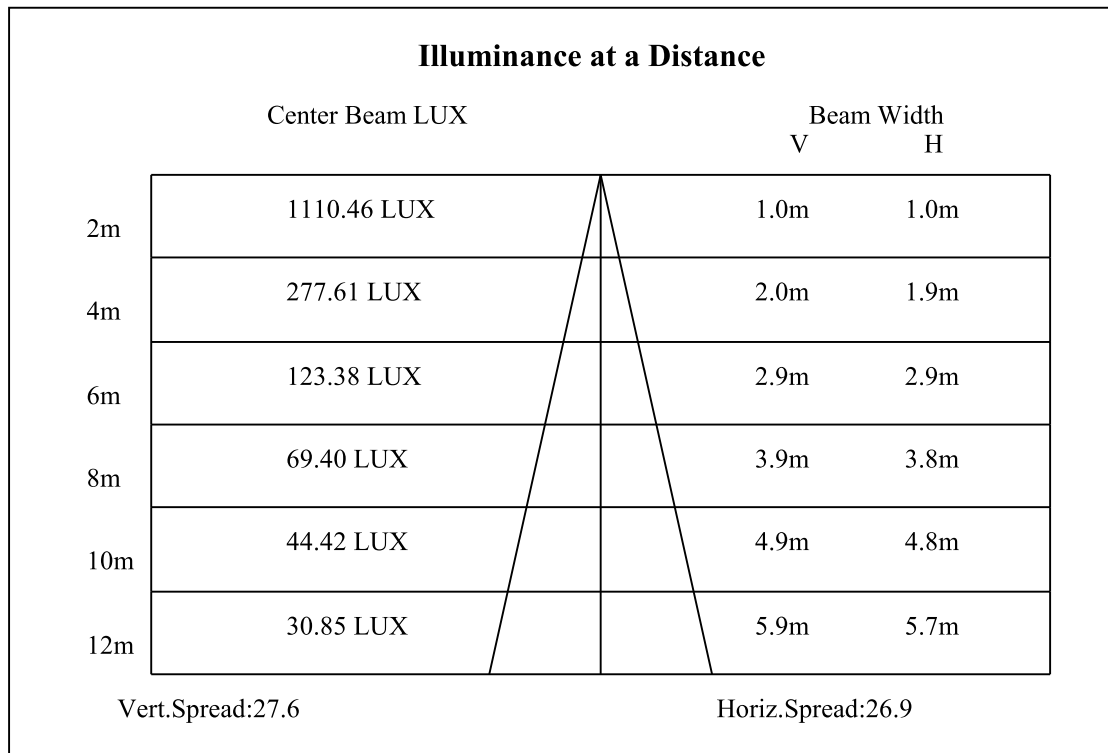 Illuminance at a Distance
Center Beam LUX Beam Width
V H
1110.46 LUX 1.0m 1.0m
2m
277.61 LUX 2.0m 1.9m
4m
123.38 LUX 2.9m 2.9m
6m
69.40 LUX 3.9m 3.8m
8m
44.42 LUX 4.9m 4.8m
10m
30.85 LUX 5.9m 5.7m
12m
Vert.Spread:27.6 Horiz.Spread:26.9